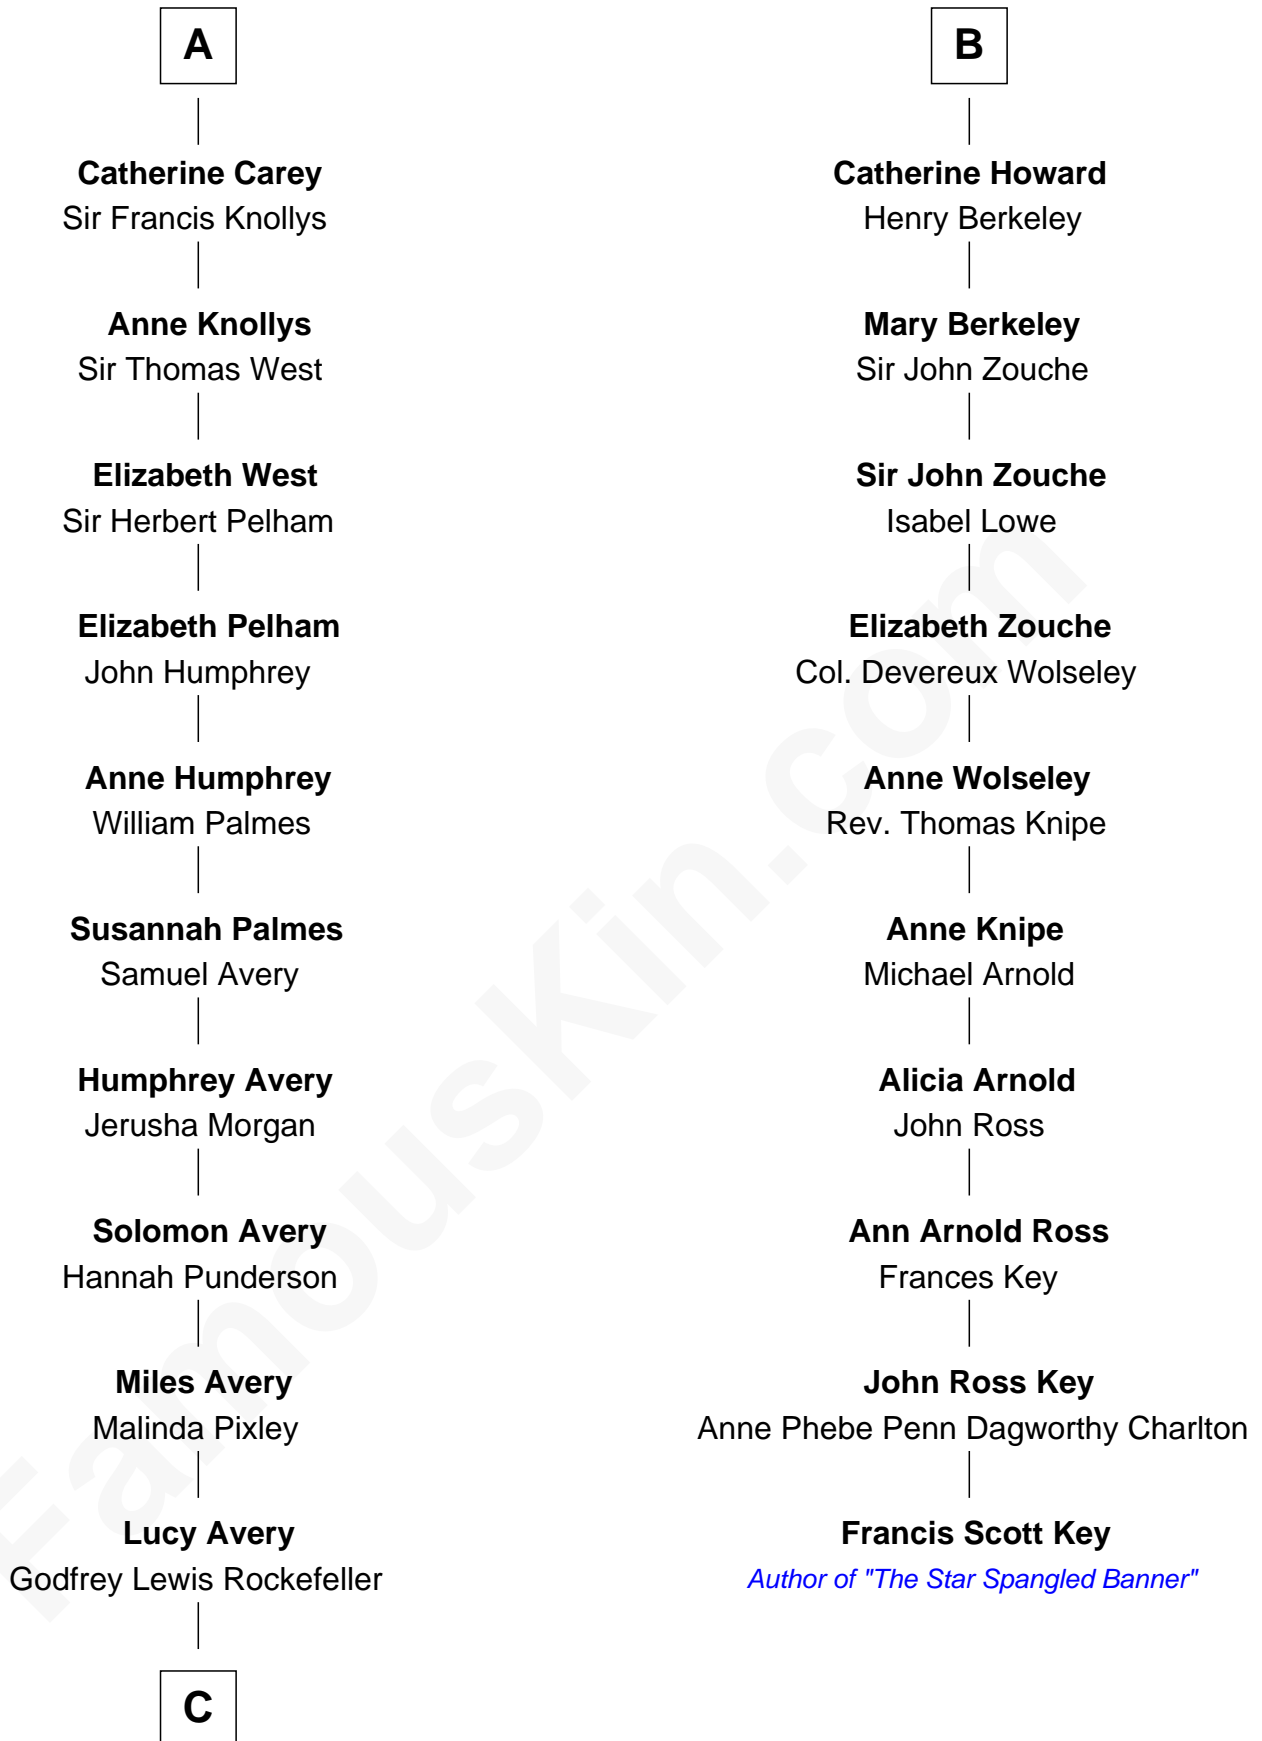 A
Catherine Carey
Sir Francis Knollys
Anne Knollys
Sir Thomas West
Elizabeth West
Sir Herbert Pelham
Elizabeth Pelham
John Humphrey
Anne Humphrey
William Palmes
Susannah Palmes
Samuel Avery
Humphrey Avery
Jerusha Morgan
Solomon Avery
Hannah Punderson
Miles Avery
Malinda Pixley
Lucy Avery
Godfrey Lewis Rockefeller
C
B
Catherine Howard
Henry Berkeley
Mary Berkeley
Sir John Zouche
Sir John Zouche
Isabel Lowe
Elizabeth Zouche
Col. Devereux Wolseley
Anne Wolseley
Rev. Thomas Knipe
Anne Knipe
Michael Arnold
Alicia Arnold
John Ross
Ann Arnold Ross
Frances Key
John Ross Key
Anne Phebe Penn Dagworthy Charlton
Francis Scott Key
Author of "The Star Spangled Banner"
FamousKin.com